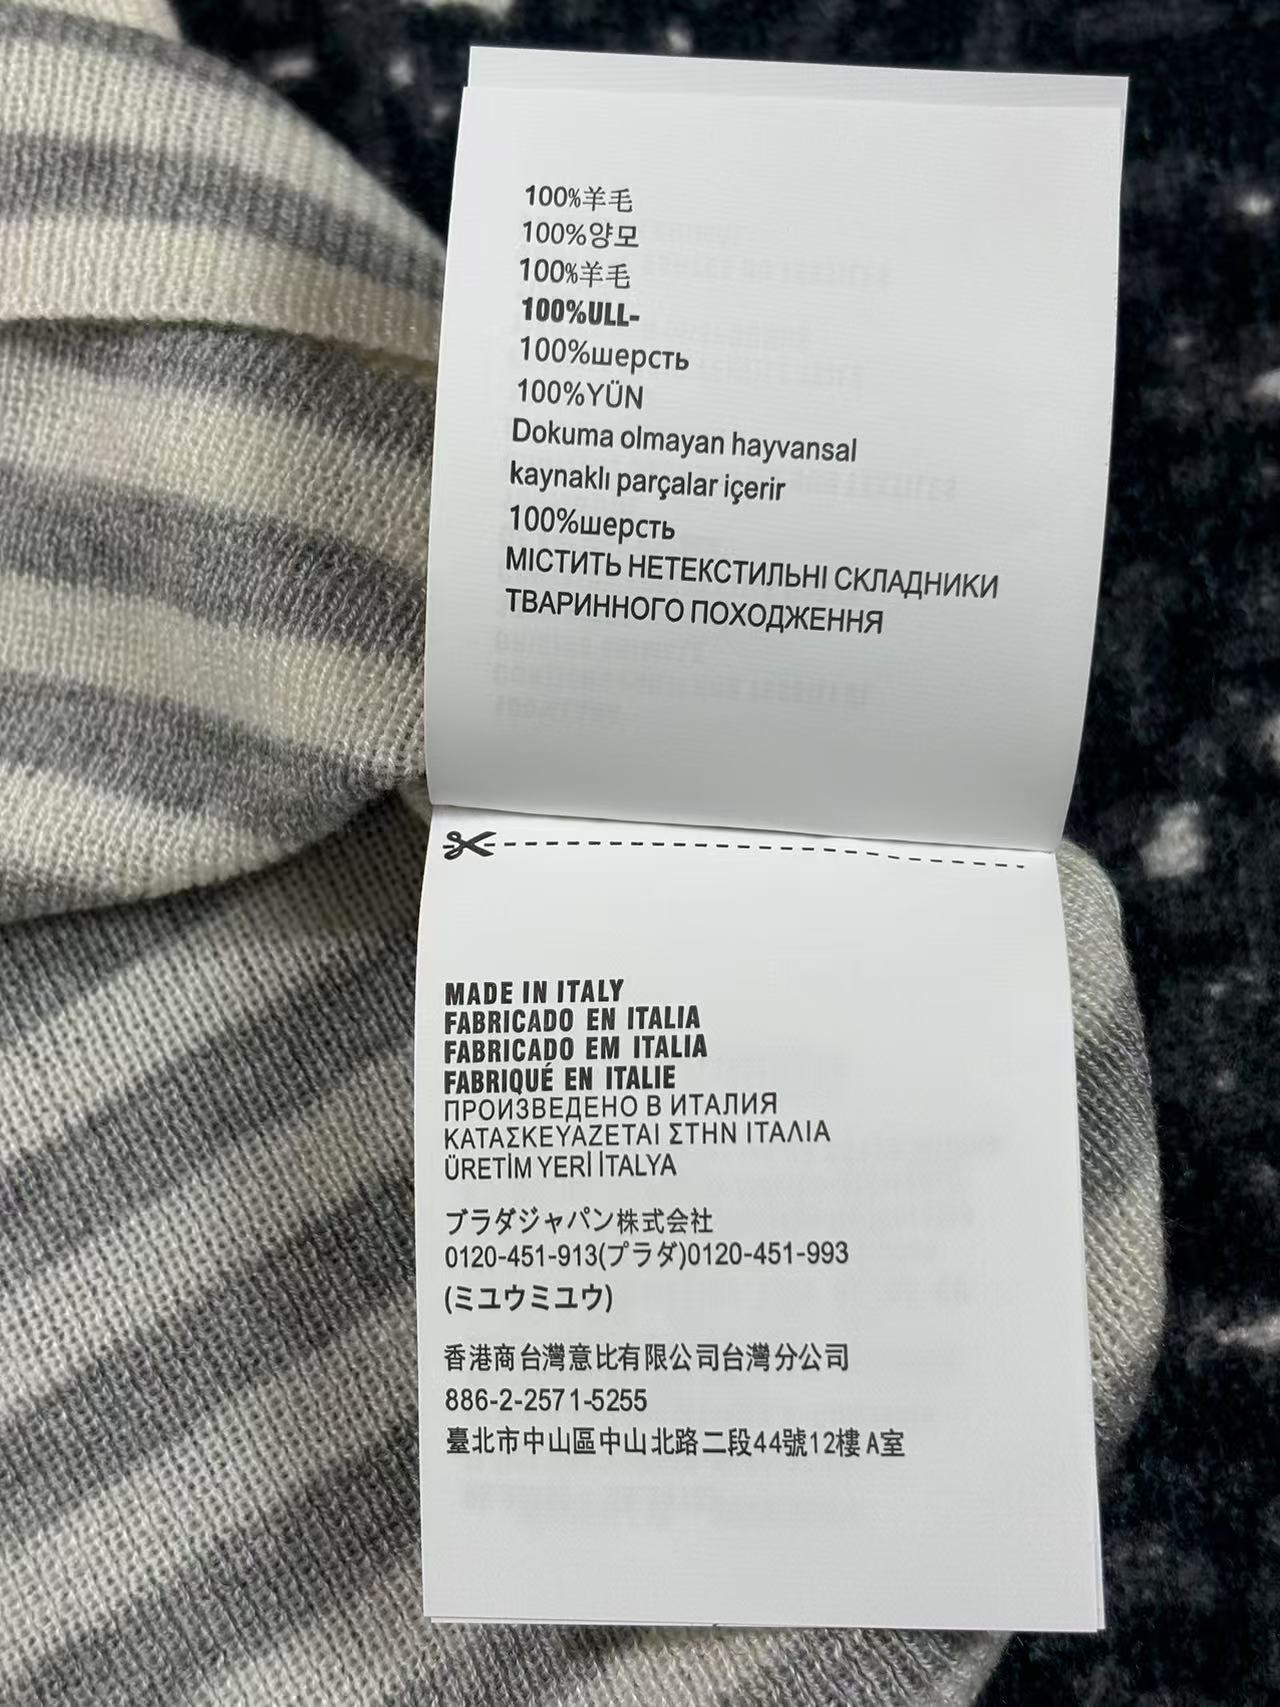 100%羊毛
100%양모
100%羊毛
100%ULL-
100%шерсть
100%YÜN
Dokuma olmayan hayvansal
kaynaklı parçalar içerir
100%шерсть
МІСТИТЬ НЕТЕКСТИЛЬНІ СКЛАДНИКИ
ТВАРИННОГО ПОХОДЖЕННЯ
MADE IN ITALY
FABRICADO EN ITALIA
FABRICADO EM ITALIA
FABRIQUÉ EN ITALIE
ПРОИЗВЕДЕНО В ИТАЛИЯ
ΚΑΤΑΣΚΕΥΑΖΕΤΑΙ ΣΤΗΝ ΙΤΑΛΙΑ
ÜRETİM YERİ İTALYA
ブラダジャパン株式会社
0120-451-913(プラダ)0120-451-993
(ミユウミユウ)
香港商台灣意比有限公司台灣分公司
886-2-2571-5255
臺北市中山區中山北路二段44號12樓A室